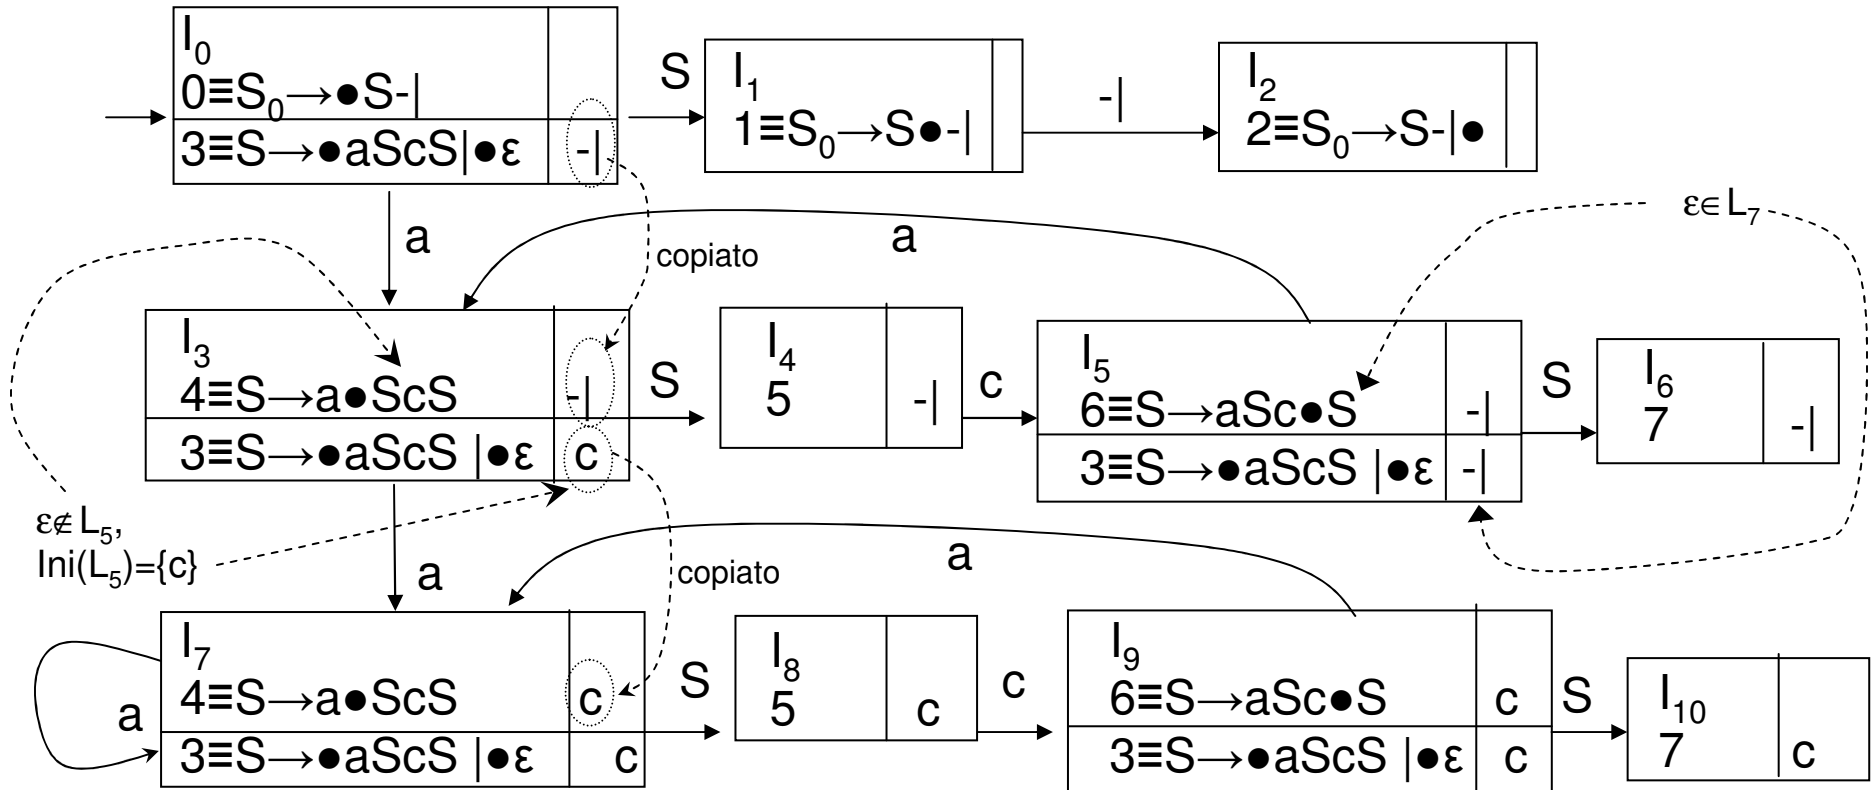 I₀
0≡S₀→●S-|
3≡S→●aScS|●ε -|
S
I₁
1≡S₀→S●-|
-|
I₂
2≡S₀→S-|●
a
copiato
a
ε∈L₇
I₃
4≡S→a●ScS -|
3≡S→●aScS |●ε c
S
I₄
5 -|
c
I₅
6≡S→aSc●S -|
3≡S→●aScS |●ε -|
S
I₆
7 -|
ε∉L₅,
Ini(L₅)={c}
a
copiato
a
I₇
4≡S→a●ScS c
3≡S→●aScS |●ε c
a
S
I₈
5 c
c
I₉
6≡S→aSc●S c
3≡S→●aScS |●ε c
S
I₁₀
7 c